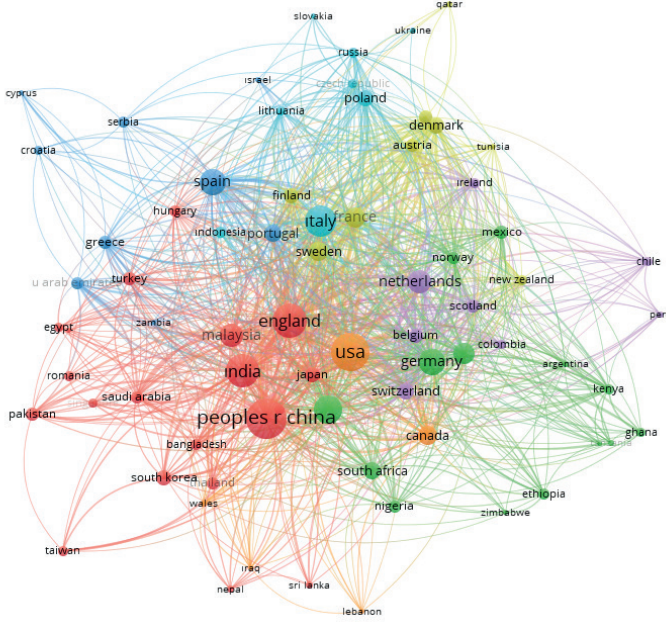 slovakia
qatar
ukraine
russia
israel
czech republic
cyprus
poland
lithuania
serbia
denmark
austria
croatia
tunisia
spain
ireland
finland
hungary
italy
france
indonesia
portugal
mexico
greece
sweden
norway
chile
turkey
netherlands
new zealand
u arab emirates
scotland
zambia
england
egypt
malaysia
belgium
colombia
usa
germany
argentina
india
japan
romania
switzerland
kenya
saudi arabia
pakistan
peoples r china
canada
ghana
bangladesh
south africa
south korea
thailand
ethiopia
wales
nigeria
zimbabwe
taiwan
iraq
nepal
sri lanka
lebanon